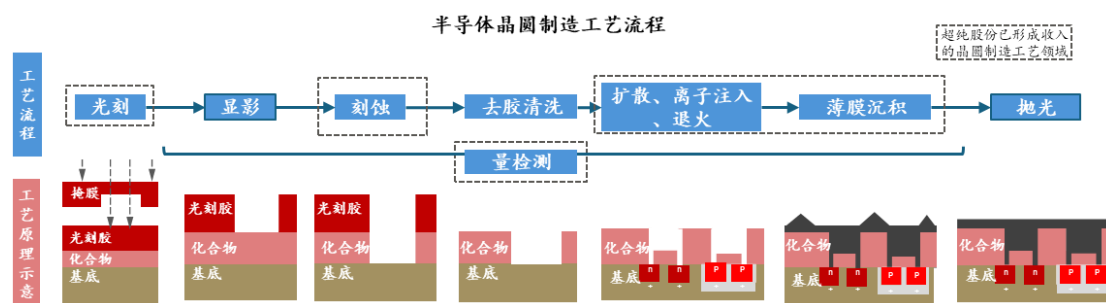 半导体晶圆制造工艺流程
超纯股份已形成收入
的晶圆制造工艺领域
工艺流程
光刻
显影
刻蚀
去胶清洗
扩散、离子注入
、退火
薄膜沉积
抛光
量检测
工艺原理示意
掩膜
光刻胶
化合物
基底
光刻胶
化合物
基底
光刻胶
化合物
基底
化合物
基底
化合物
基底
n n P P
化合物
基底
n n P P
化合物
基底
n n P P